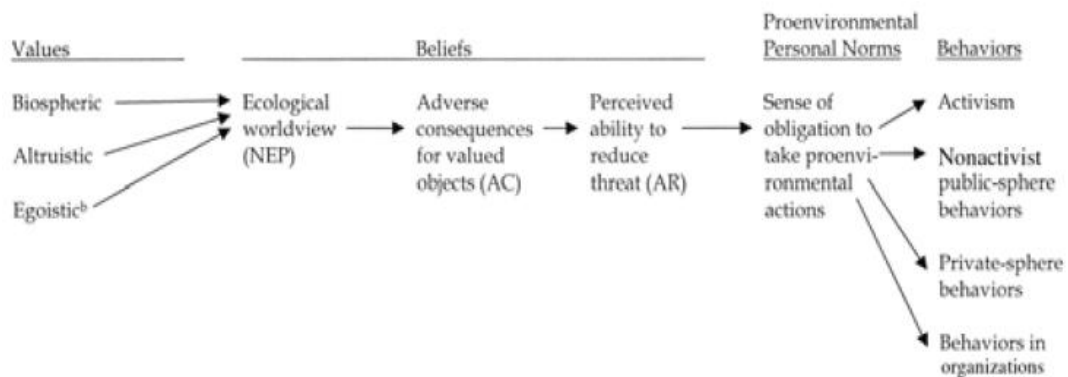 Values
Beliefs
Proenvironmental
Personal Norms
Behaviors
Biospheric
Altruistic
Egoisticᵇ
Ecological
worldview
(NEP)
Adverse
consequences
for valued
objects (AC)
Perceived
ability to
reduce
threat (AR)
Sense of
obligation to
take proenvi-
ronmental
actions
Activism
Nonactivist
public-sphere
behaviors
Private-sphere
behaviors
Behaviors in
organizations